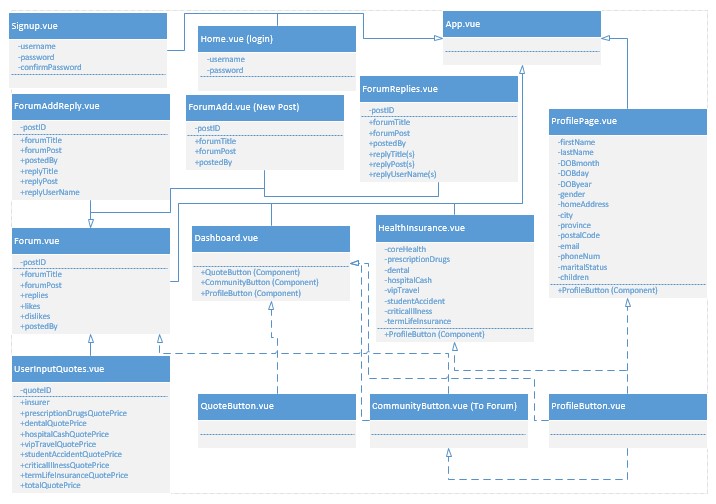 Signup.vue
-username
-password
-confirmPassword
Home.vue (login)
-username
-password
App.vue
ForumAddReply.vue
-postID
+forumTitle
+forumPost
+postedBy
+replyTitle
+replyPost
+replyUserName
ForumAdd.vue (New Post)
-postID
+forumTitle
+forumPost
+postedBy
ForumReplies.vue
-postID
+forumTitle
+forumPost
+postedBy
+replyTitle(s)
+replyPost(s)
+replyUserName(s)
ProfilePage.vue
-firstName
-lastName
-DOBmonth
-DOBday
-DOByear
-gender
-homeAddress
-city
-province
-postalCode
-email
-phoneNum
-maritalStatus
-children
+ProfileButton (Component)
Forum.vue
-postID
+forumTitle
+forumPost
+replies
+likes
+dislikes
+postedBy
Dashboard.vue
+QuoteButton (Component)
+CommunityButton (Component)
+ProfileButton (Component)
HealthInsurance.vue
-coreHealth
-prescriptionDrugs
-dental
-hospitalCash
-vipTravel
-studentAccident
-criticalIllness
-termLifeInsurance
+ProfileButton (Component)
UserInputQuotes.vue
-quoteID
+insurer
+prescriptionDrugsQuotePrice
+dentalQuotePrice
+hospitalCashQuotePrice
+vipTravelQuotePrice
+studentAccidentQuotePrice
+criticalIllnessQuotePrice
+termLifeInsuranceQuotePrice
+totalQuotePrice
QuoteButton.vue
CommunityButton.vue (To Forum)
ProfileButton.vue